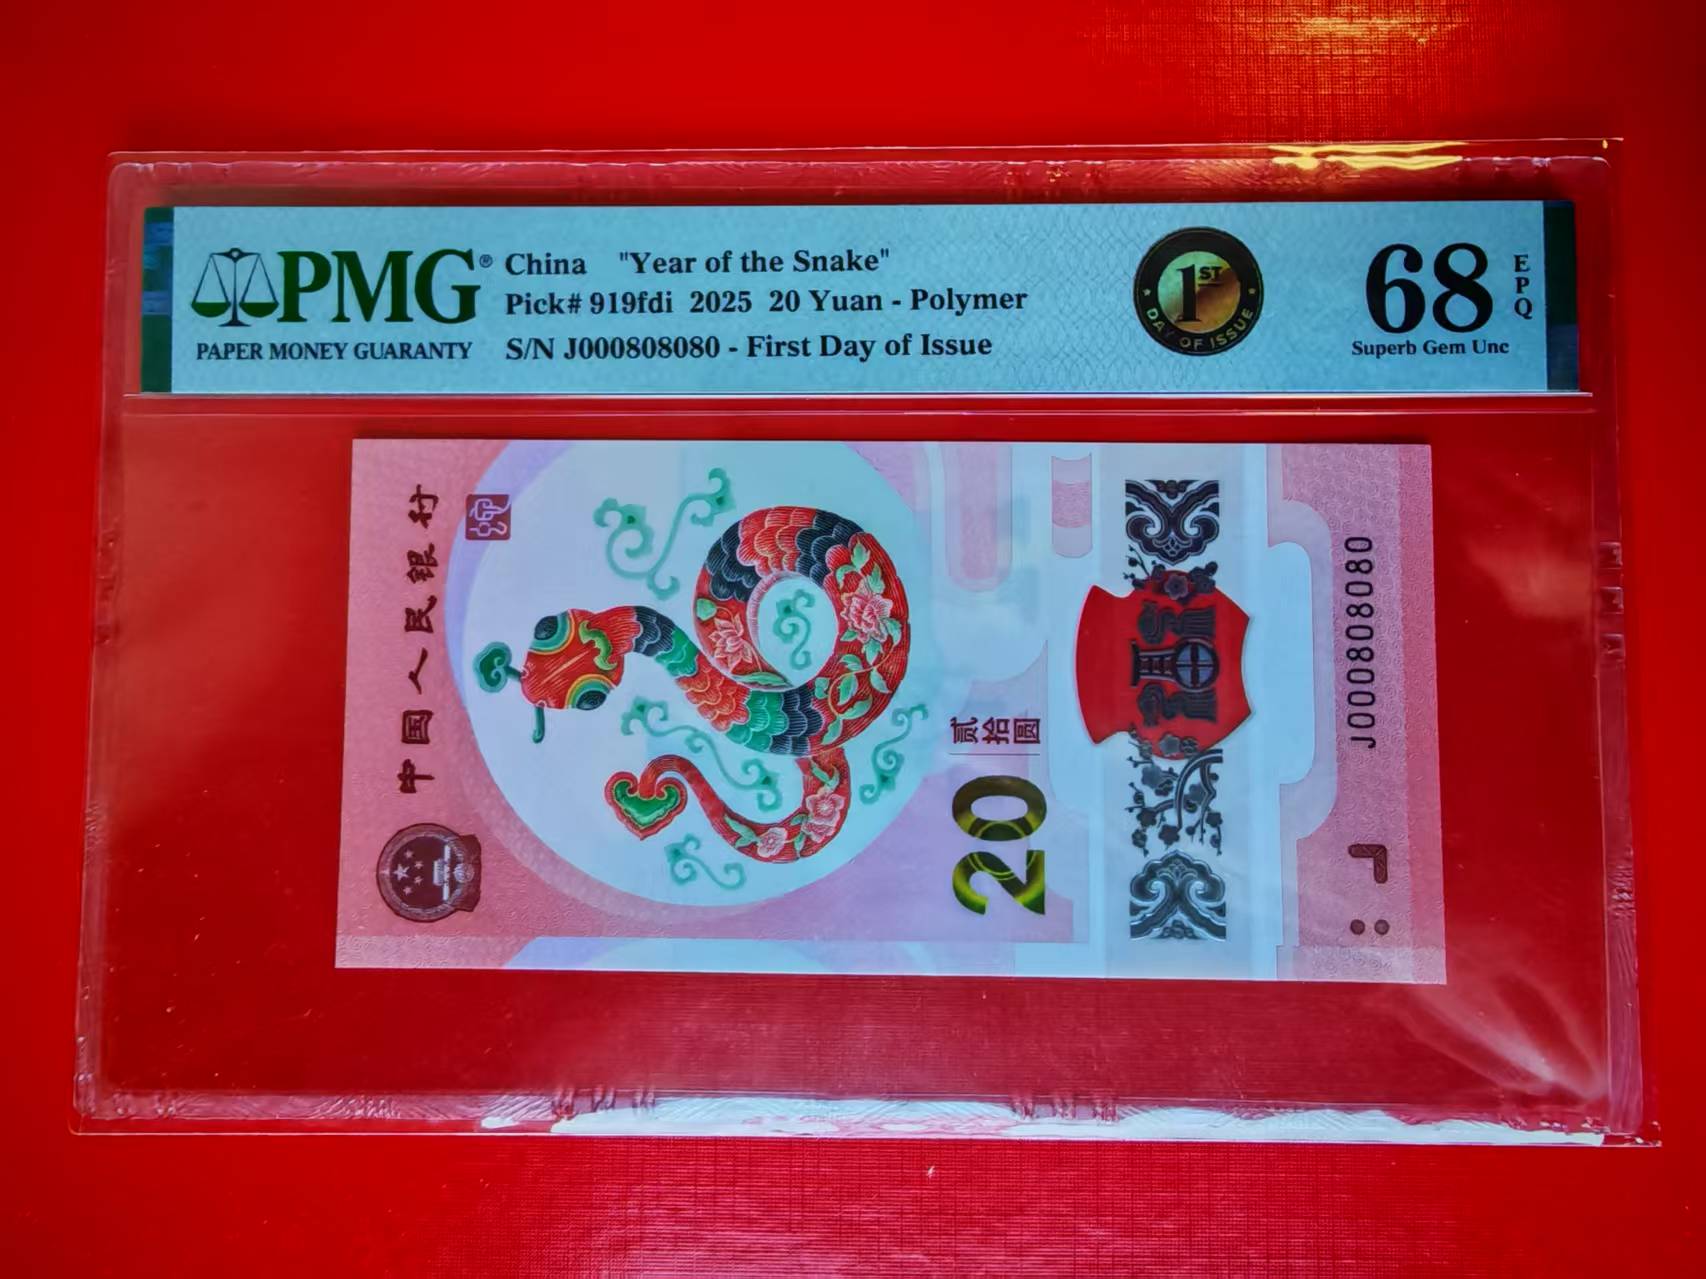 PMG®
PAPER MONEY GUARANTY
China "Year of the Snake"
Pick# 919fdi 2025 20 Yuan - Polymer
S/N J000808080 - First Day of Issue
1ST
DAY OF ISSUE
68
EPQ
Superb Gem Unc
中国人民银行
贰拾圆
20
J000808080